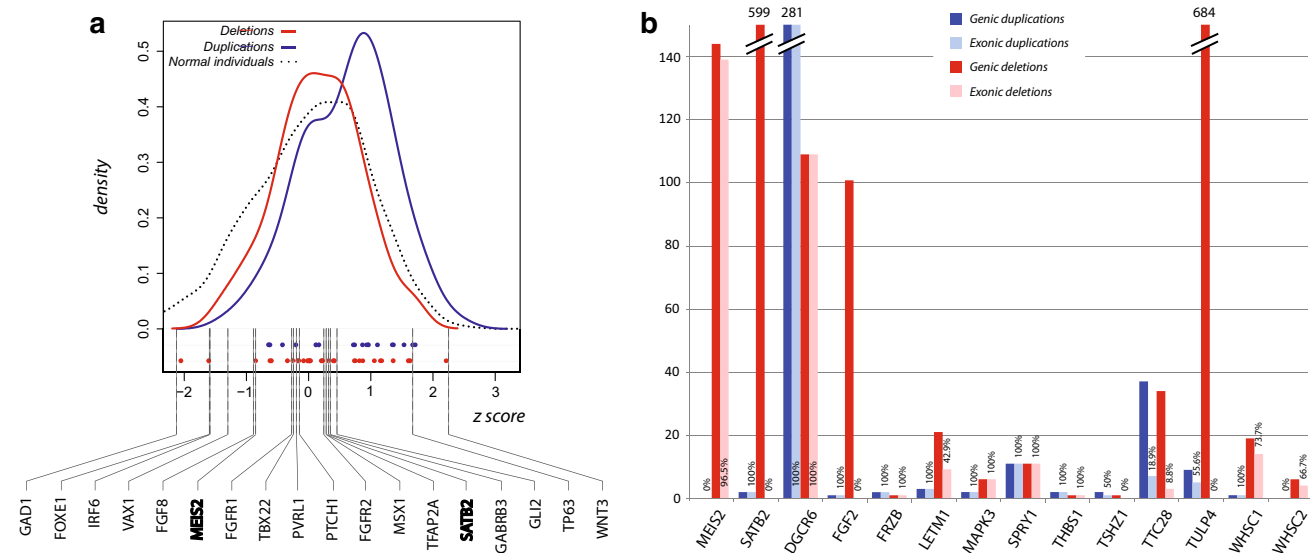 a
Deletions
Duplications
Normal individuals
density
0.0
0.1
0.2
0.3
0.4
0.5
−2
−1
0
1
2
3
z score
GAD1
FOXE1
IRF6
VAX1
FGF8
MEIS2
FGFR1
TBX22
PVRL1
PTCH1
FGFR2
MSX1
TFAP2A
SATB2
GABRB3
GLI2
TP63
WNT3
b
599
281
684
Genic duplications
Exonic duplications
Genic deletions
Exonic deletions
140
120
100
80
60
40
20
0
0%
96.5%
100%
0%
100%
100%
100%
0%
100%
100%
100%
42.9%
100%
100%
100%
100%
100%
100%
50%
0%
18.9%
8.8%
55.6%
0%
100%
73.7%
0%
66.7%
MEIS2
SATB2
DGCR6
FGF2
FRZB
LETM1
MAPK3
SPRY1
THBS1
TSHZ1
TTC28
TULP4
WHSC1
WHSC2